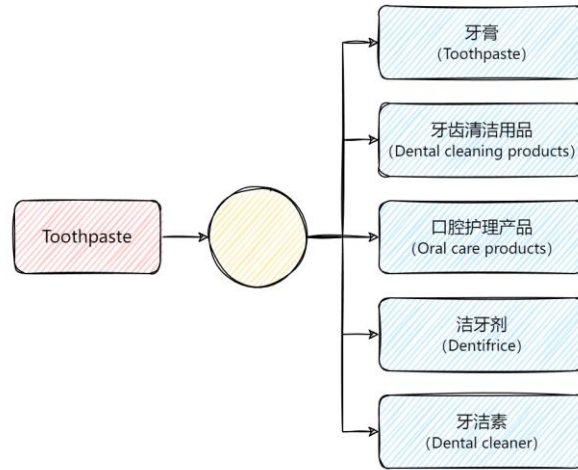 Toothpaste
牙膏
（Toothpaste）
牙齿清洁用品
（Dental cleaning products）
口腔护理产品
（Oral care products）
洁牙剂
（Dentifrice）
牙洁素
（Dental cleaner）